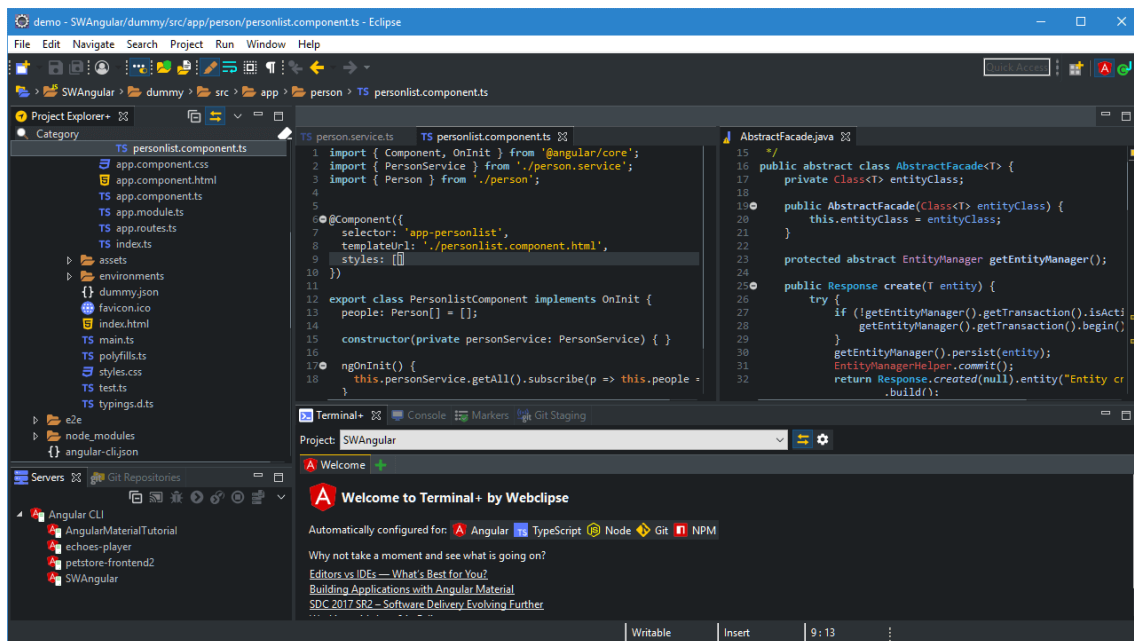 demo - SWAngular/dummy/src/app/person/personlist.component.ts - Eclipse
File Edit Navigate Search Project Run Window Help
Quick Access
SWAngular > dummy > src > app > person > TS personlist.component.ts
Project Explorer+
Category
TS personlist.component.ts
app.component.css
app.component.html
TS app.component.ts
TS app.module.ts
TS app.routes.ts
TS index.ts
assets
environments
{} dummy.json
favicon.ico
index.html
TS main.ts
TS polyfills.ts
styles.css
TS test.ts
TS typings.d.ts
e2e
node_modules
{} angular-cli.json
Servers Git Repositories
Angular CLI
AngularMaterialTutorial
echoes-player
petstore-frontend2
SWAngular
TS person.service.ts TS personlist.component.ts
1 import { Component, OnInit } from '@angular/core';
2 import { PersonService } from './person.service';
3 import { Person } from './person';
4
5
6 @Component({
7 selector: 'app-personlist',
8 templateUrl: './personlist.component.html',
9 styles: []
10 })
11
12 export class PersonlistComponent implements OnInit {
13 people: Person[] = [];
14
15 constructor(private personService: PersonService) { }
16
17 ngOnInit() {
18 this.personService.getAll().subscribe(p => this.people =
}
AbstractFacade.java
15 */
16 public abstract class AbstractFacade<T> {
17 private Class<T> entityClass;
18
19 public AbstractFacade(Class<T> entityClass) {
20 this.entityClass = entityClass;
21 }
22
23 protected abstract EntityManager getEntityManager();
24
25 public Response create(T entity) {
26 try {
27 if (!getEntityManager().getTransaction().isActi
28 getEntityManager().getTransaction().begin()
29 }
30 getEntityManager().persist(entity);
31 EntityManagerHelper.commit();
32 return Response.created(null).entity("Entity cr
.build();
Terminal+ Console Markers Git Staging
Project: SWAngular
Welcome
Welcome to Terminal+ by Webclipse
Automatically configured for: Angular TS TypeScript Node Git NPM
Why not take a moment and see what is going on?
Editors vs IDEs — What's Best for You?
Building Applications with Angular Material
SDC 2017 SR2 – Software Delivery Evolving Further
Writable Insert 9 : 13